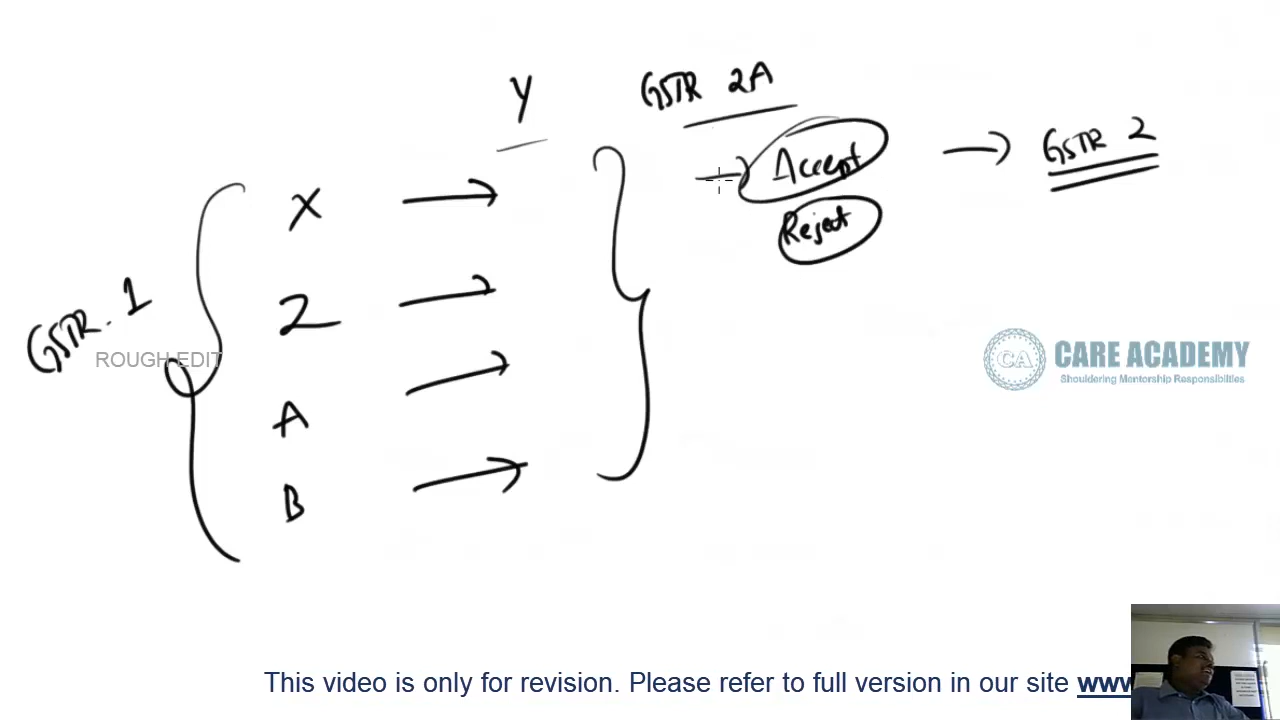 Y
GSTR 2A
Accept
GSTR 2
X
Reject
Z
GSTR-1
ROUGH EDIT
CA
CARE ACADEMY
Shouldering Mentorship Responsibilities
A
B
This video is only for revision. Please refer to full version in our site www